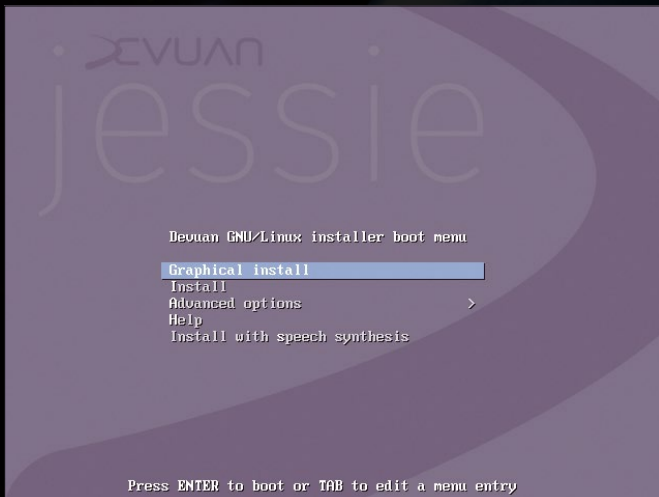 DEVUAN
jessie
Devuan GNU/Linux installer boot menu
Graphical install
Install
Advanced options >
Help
Install with speech synthesis
Press ENTER to boot or TAB to edit a menu entry